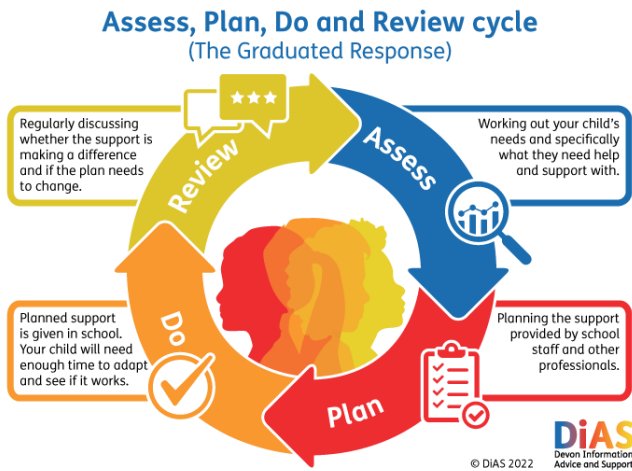 Assess, Plan, Do and Review cycle
(The Graduated Response)
Regularly discussing
whether the support is
making a difference
and if the plan needs
to change.
Review
Assess
Working out your child's
needs and specifically
what they need help
and support with.
Planned support
is given in school.
Your child will need
enough time to adapt
and see if it works.
Do
Plan
Planning the support
provided by school
staff and other
professionals.
DiAS
Devon Information
Advice and Support
© DiAS 2022